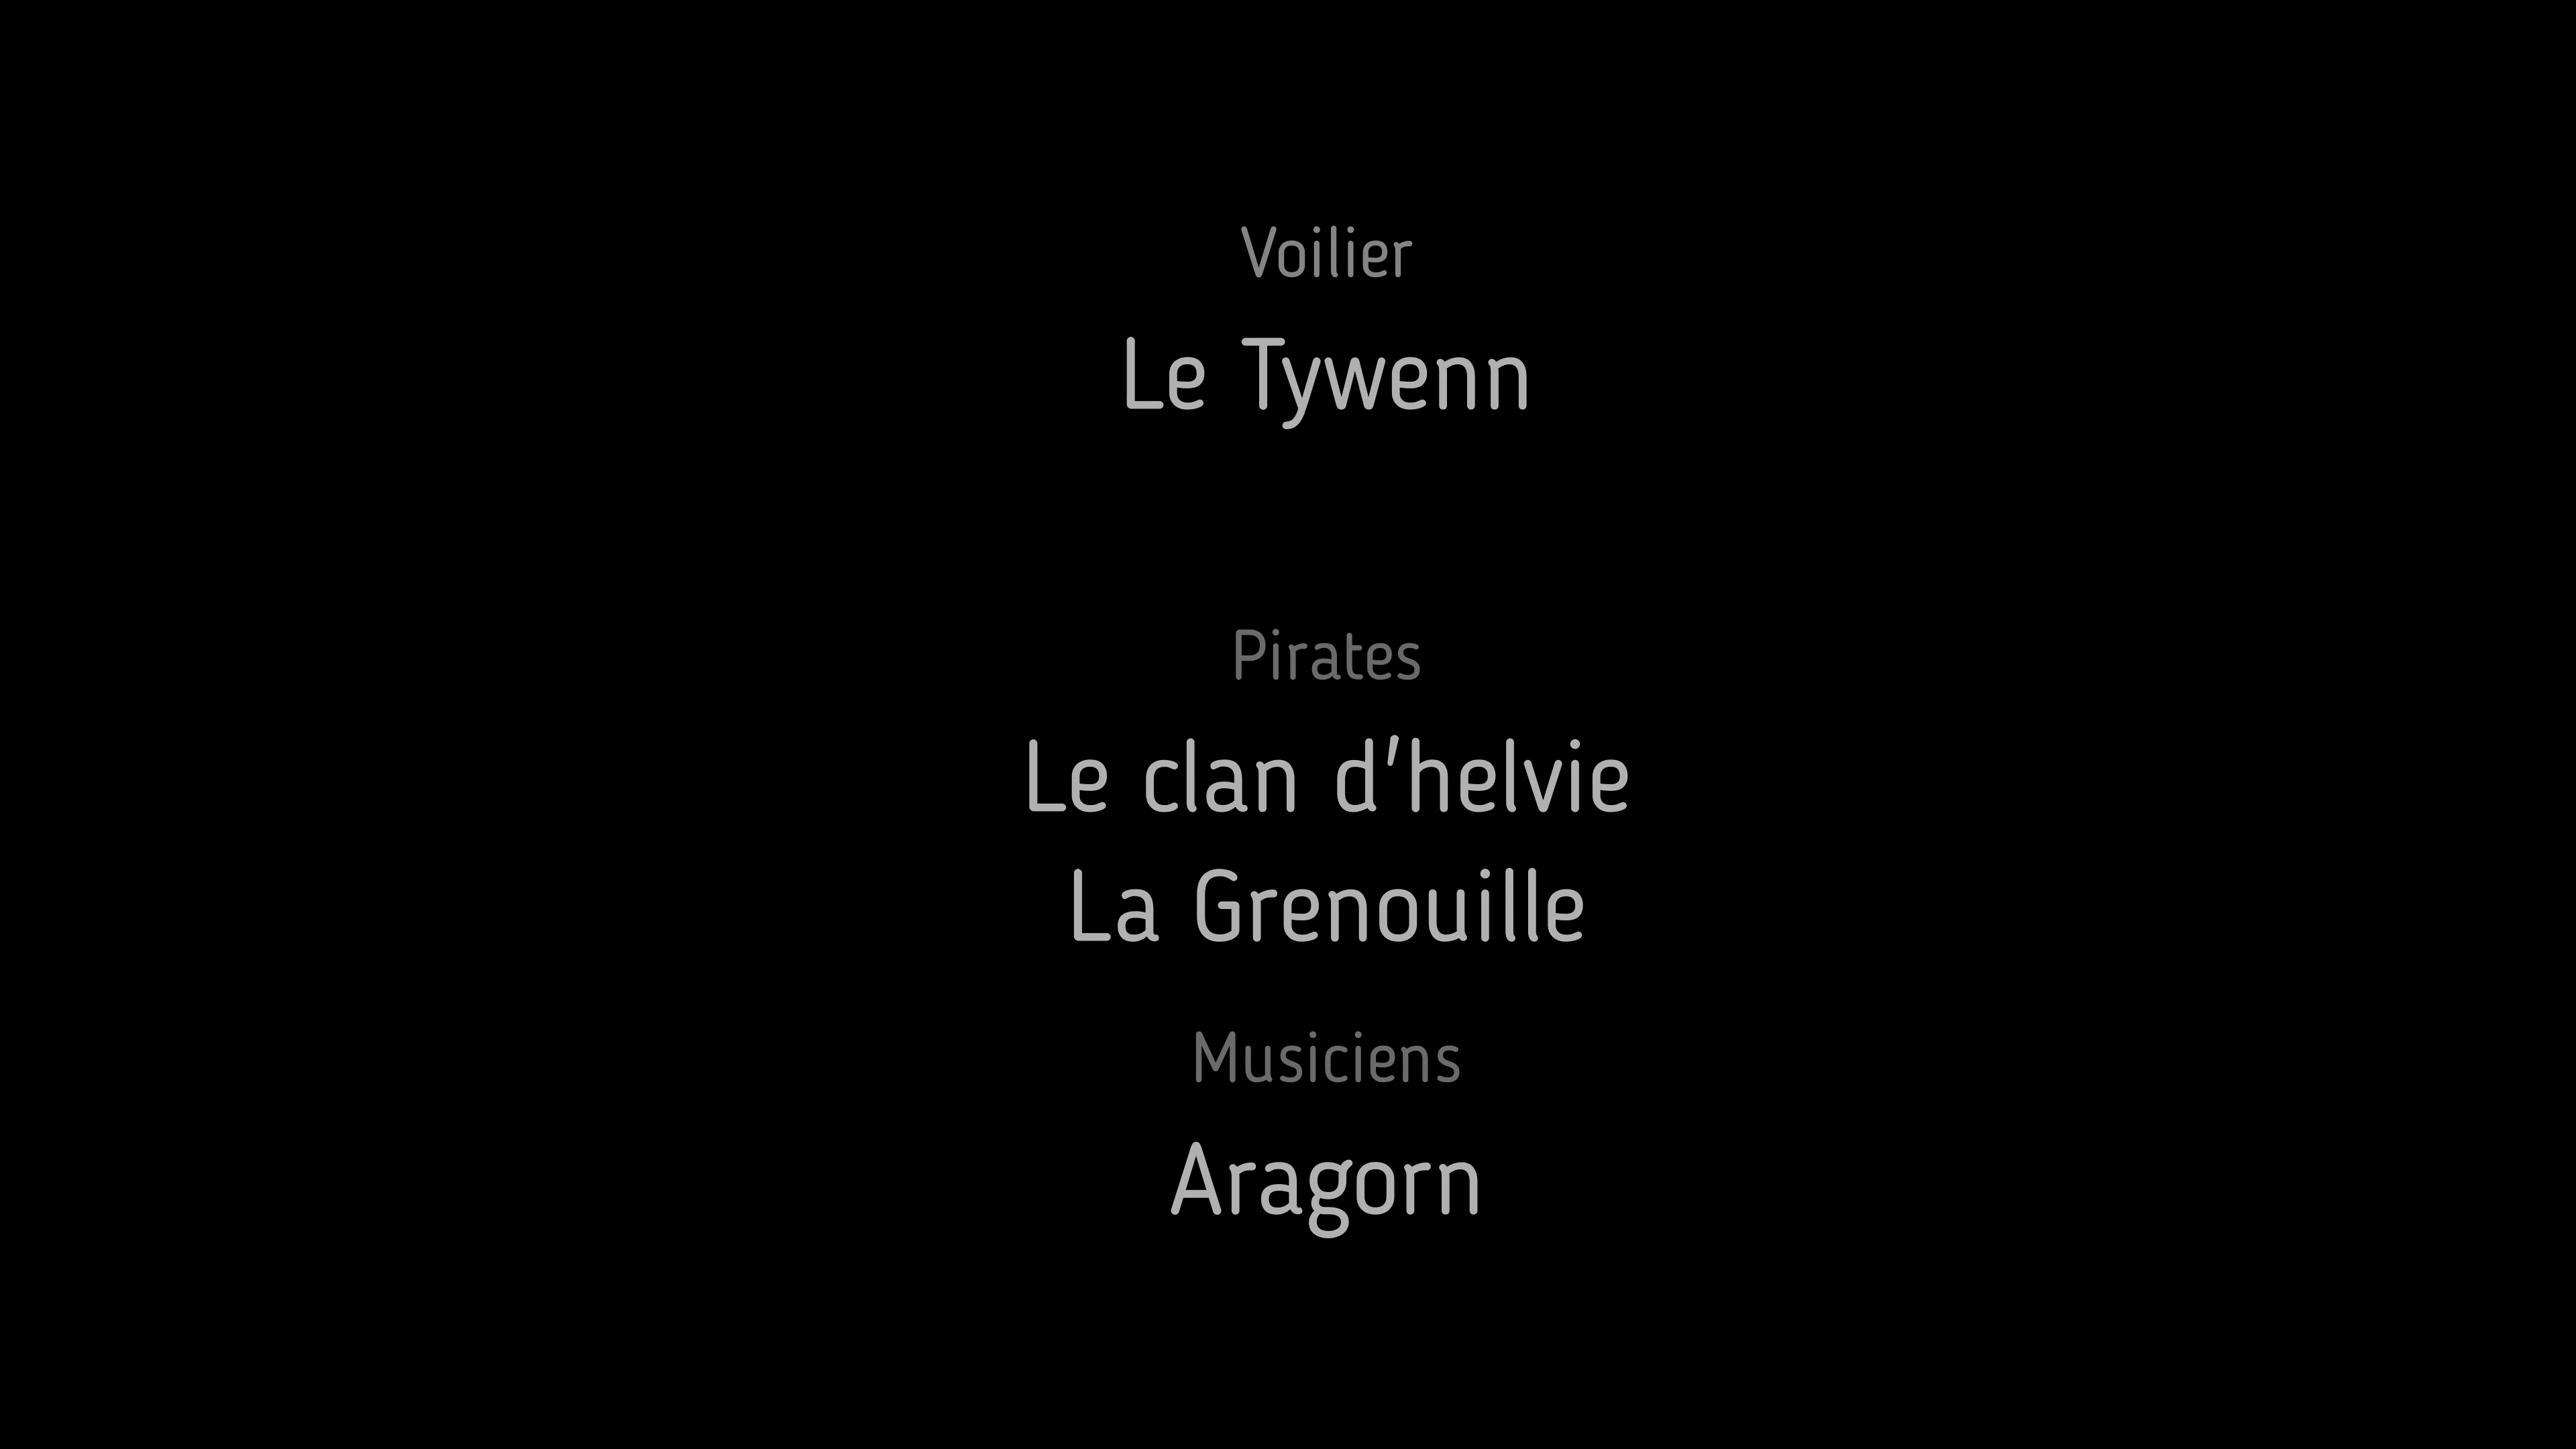 Voilier
Le Tywenn
Pirates
Le clan d'helvie
La Grenouille
Musiciens
Aragorn